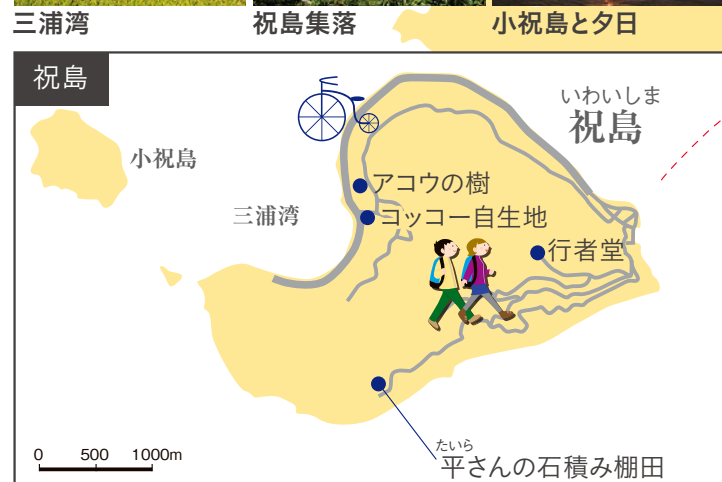 三浦湾
祝島集落
小祝島と夕日
祝島
いわいしま
祝島
小祝島
アコウの樹
三浦湾
コッコー自生地
行者堂
たいら
平さんの石積み棚田
0 500 1000m